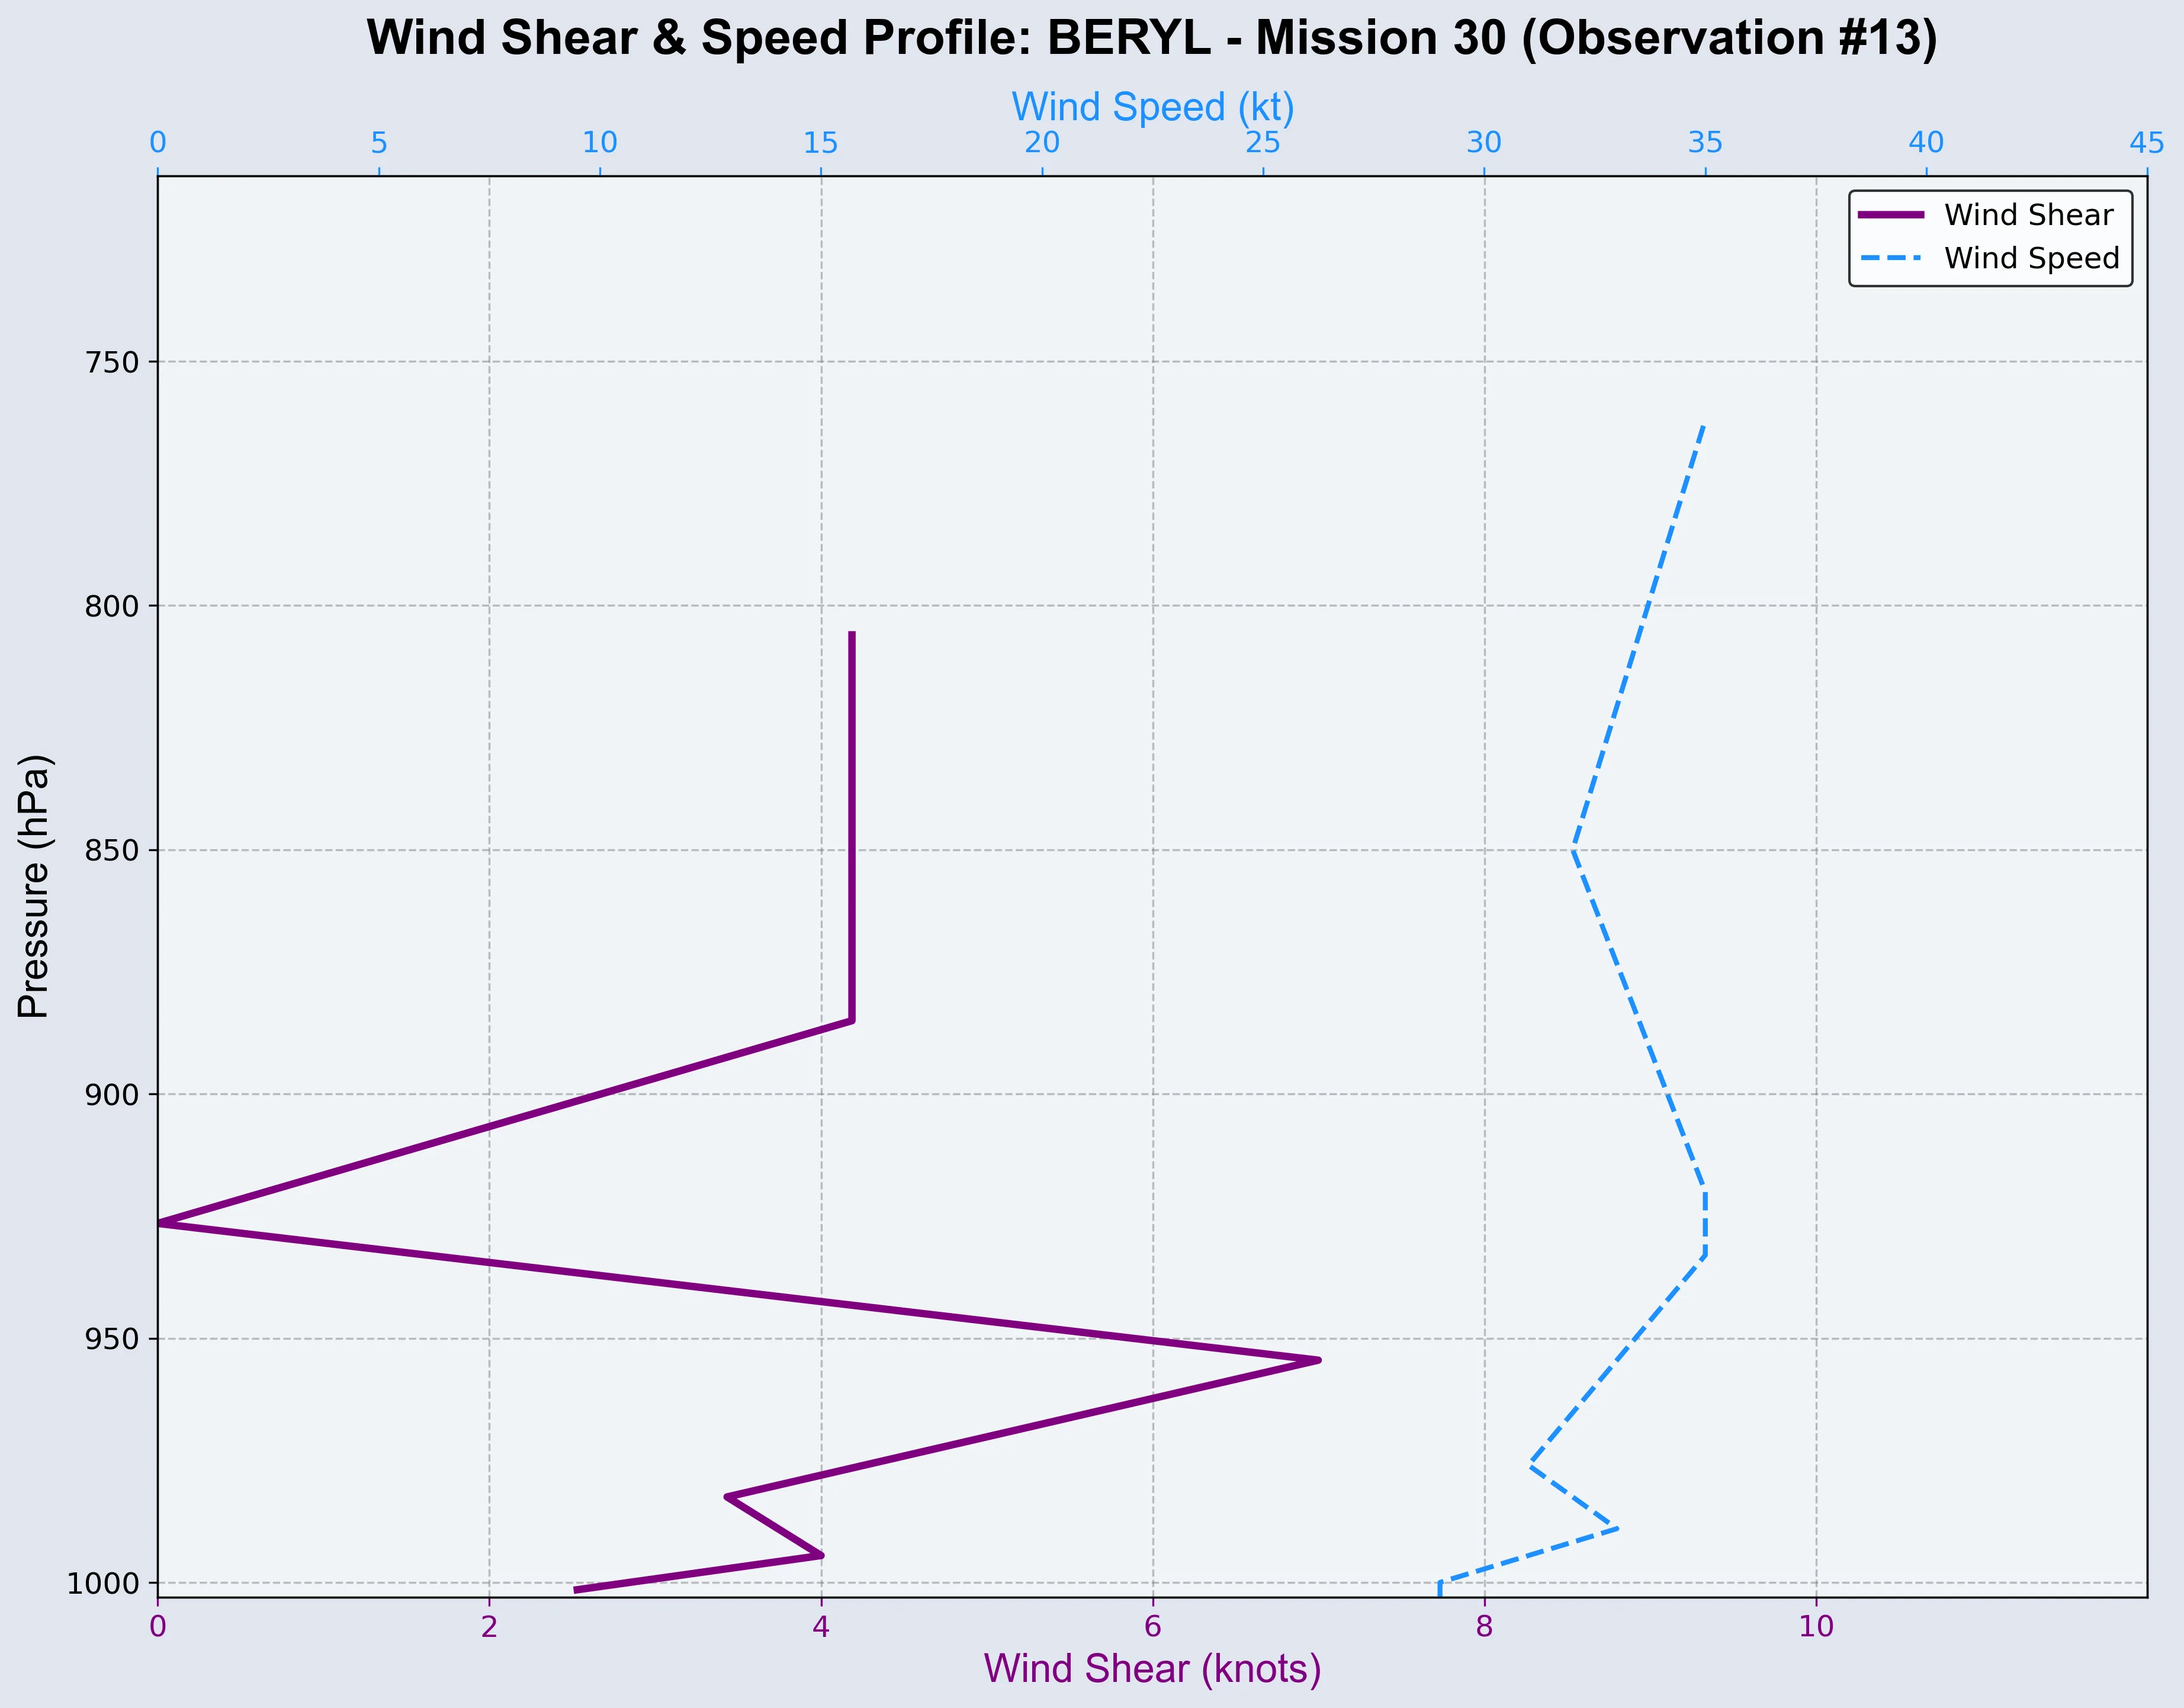 Wind Shear & Speed Profile: BERYL - Mission 30 (Observation #13)
Wind Speed (kt)
0 5 10 15 20 25 30 35 40 45
Wind Shear
Wind Speed
750
800
850
900
950
1000
Pressure (hPa)
0 2 4 6 8 10
Wind Shear (knots)